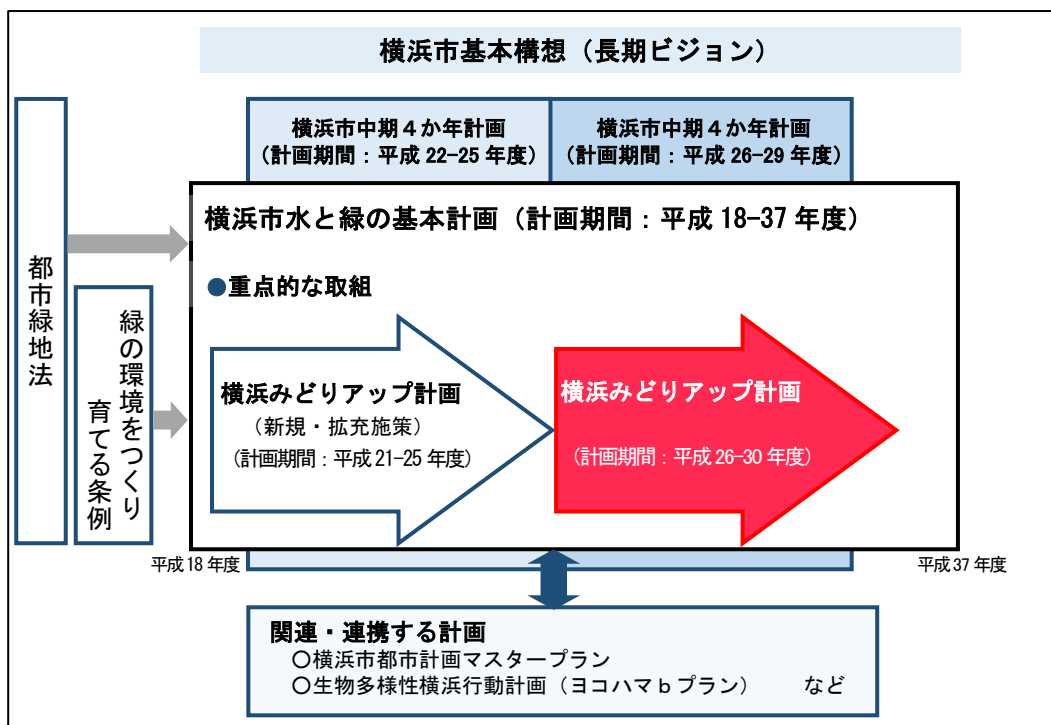 横浜市基本構想（長期ビジョン）
横浜市中期４か年計画
（計画期間：平成 22-25 年度）
横浜市中期４か年計画
（計画期間：平成 26-29 年度）
都市緑地法
緑の環境をつくり
育てる条例
横浜市水と緑の基本計画（計画期間：平成 18-37 年度）
●重点的な取組
横浜みどりアップ計画
（新規・拡充施策）
（計画期間：平成 21-25 年度）
横浜みどりアップ計画
（計画期間：平成 26-30 年度）
平成 18 年度
平成 37 年度
関連・連携する計画
○横浜市都市計画マスタープラン
○生物多様性横浜行動計画（ヨコハマｂプラン）　　など